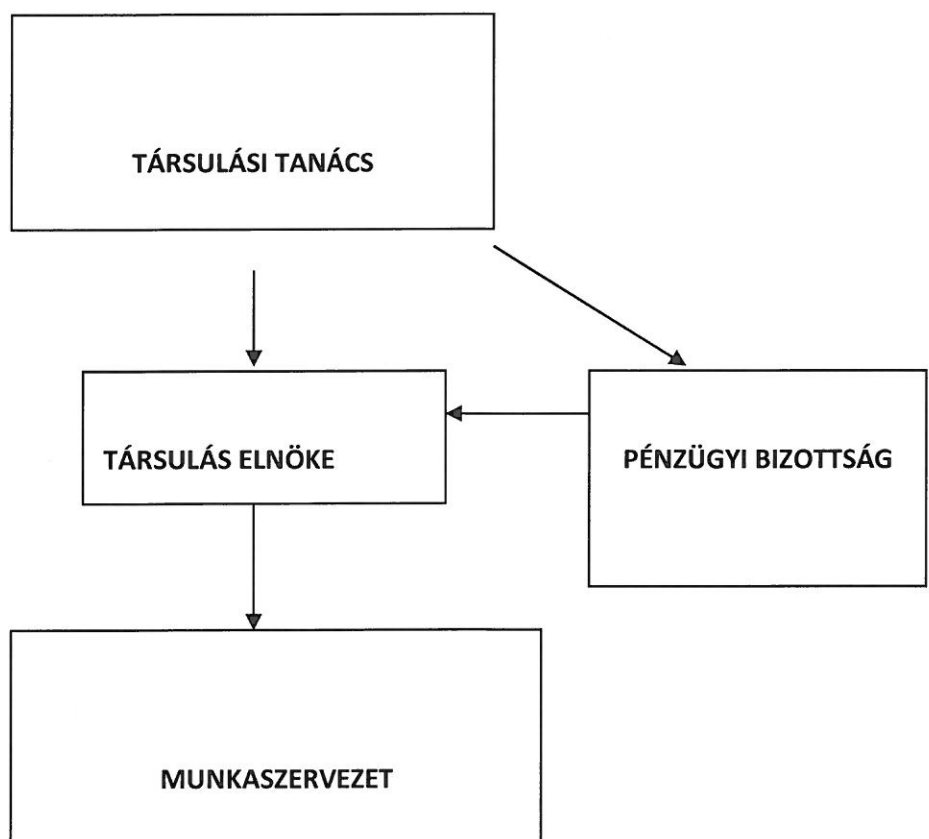 TÁRSULÁSI TANÁCS
TÁRSULÁS ELNÖKE
PÉNZÜGYI BIZOTTSÁG
MUNKASZERVEZET